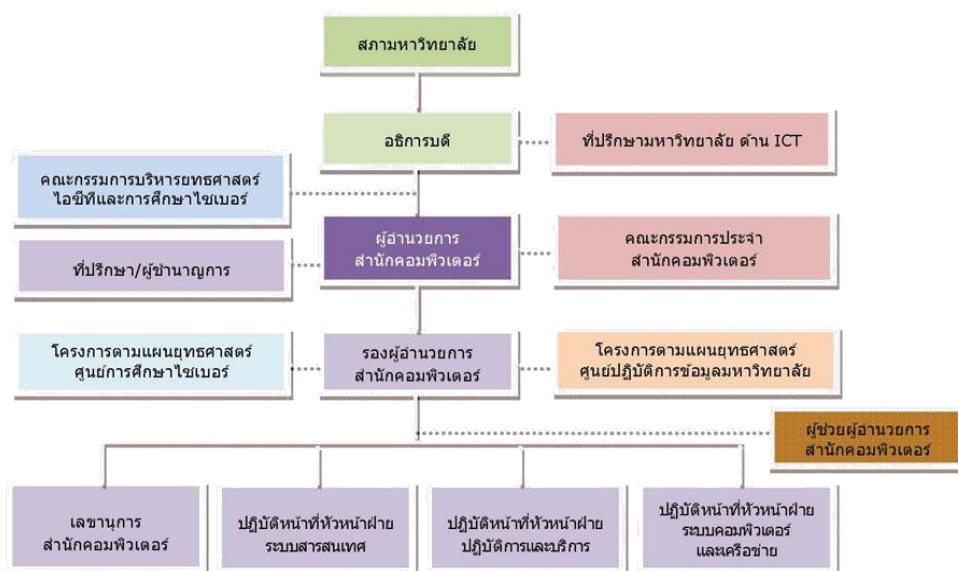 สภามหาวิทยาลัย
อธิการบดี
ที่ปรึกษามหาวิทยาลัย ด้าน ICT
คณะกรรมการบริหารยทธศาสตร์
ไอซีทีและการศึกษาไซเบอร์
ผู้อำนวยการ
สำนักคอมพิวเตอร์
คณะกรรมการประจำ
สำนักคอมพิวเตอร์
ที่ปรึกษา/ผู้ชำนาญการ
โครงการตามแผนยุทธศาสตร์
ศูนย์การศึกษาไซเบอร์
รองผู้อำนวยการ
สำนักคอมพิวเตอร์
โครงการตามแผนยุทธศาสตร์
ศูนย์ปฏิบัติการข้อมูลมหาวิทยาลัย
ผู้ช่วยผู้อำนวยการ
สำนักคอมพิวเตอร์
เลขานุการ
สำนักคอมพิวเตอร์
ปฏิบัติหน้าที่หัวหน้าฝ่าย
ระบบสารสนเทศ
ปฏิบัติหน้าที่หัวหน้าฝ่าย
ปฏิบัติการและบริการ
ปฏิบัติหน้าที่หัวหน้าฝ่าย
ระบบคอมพิวเตอร์
และเครือข่าย